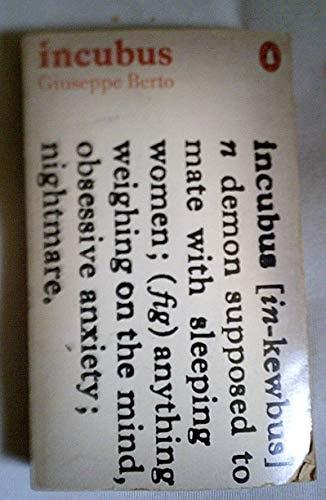 incubus
Giuseppe Berto
incubus [in-kewbus]
n demon supposed to
mate with sleeping
women; (fig) anything
weighing on the mind,
obsessive anxiety;
nightmare.